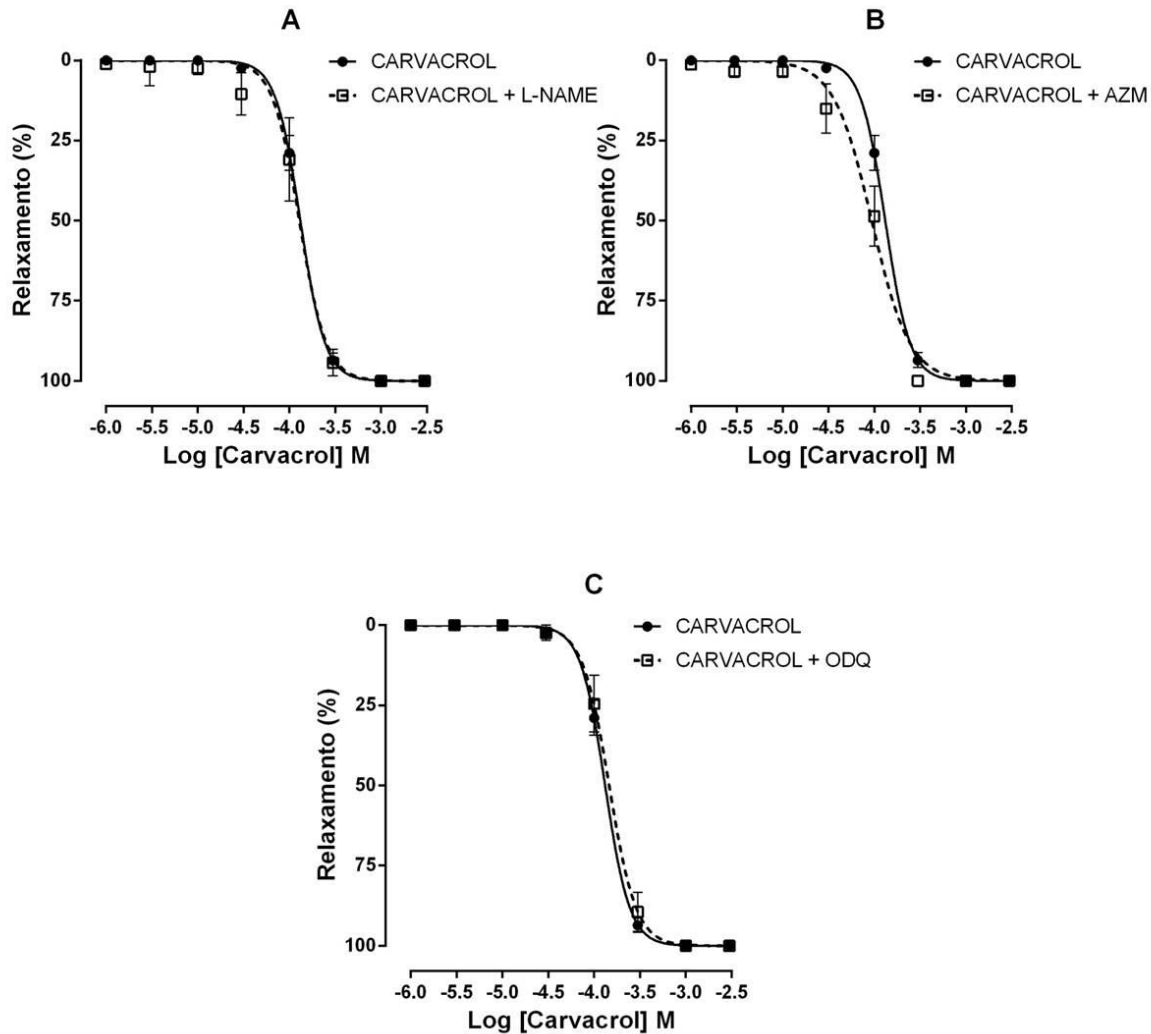 A
CARVACROL
CARVACROL + L-NAME
Relaxamento (%)
0
25
50
75
100
-6.0 -5.5 -5.0 -4.5 -4.0 -3.5 -3.0 -2.5
Log [Carvacrol] M
B
CARVACROL
CARVACROL + AZM
Relaxamento (%)
0
25
50
75
100
-6.0 -5.5 -5.0 -4.5 -4.0 -3.5 -3.0 -2.5
Log [Carvacrol] M
C
CARVACROL
CARVACROL + ODQ
Relaxamento (%)
0
25
50
75
100
-6.0 -5.5 -5.0 -4.5 -4.0 -3.5 -3.0 -2.5
Log [Carvacrol] M